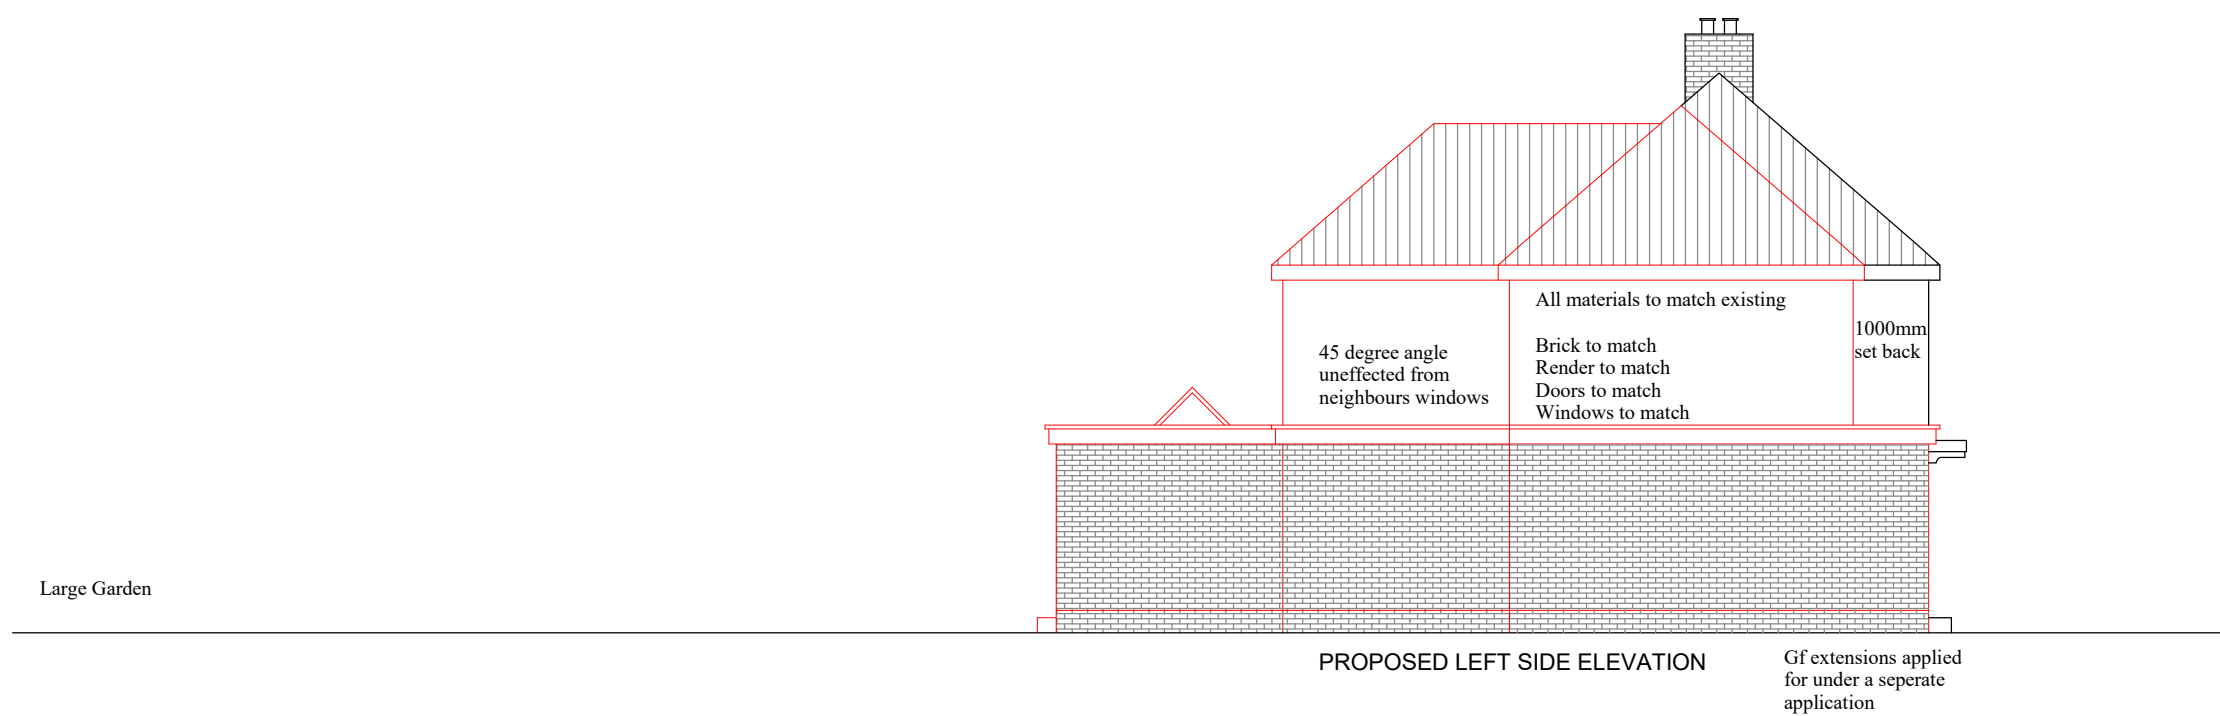 All materials to match existing
Brick to match
Render to match
Doors to match
Windows to match
1000mm
set back
45 degree angle
uneffected from
neighbours windows
Large Garden
PROPOSED LEFT SIDE ELEVATION
Gf extensions applied
for under a seperate
application